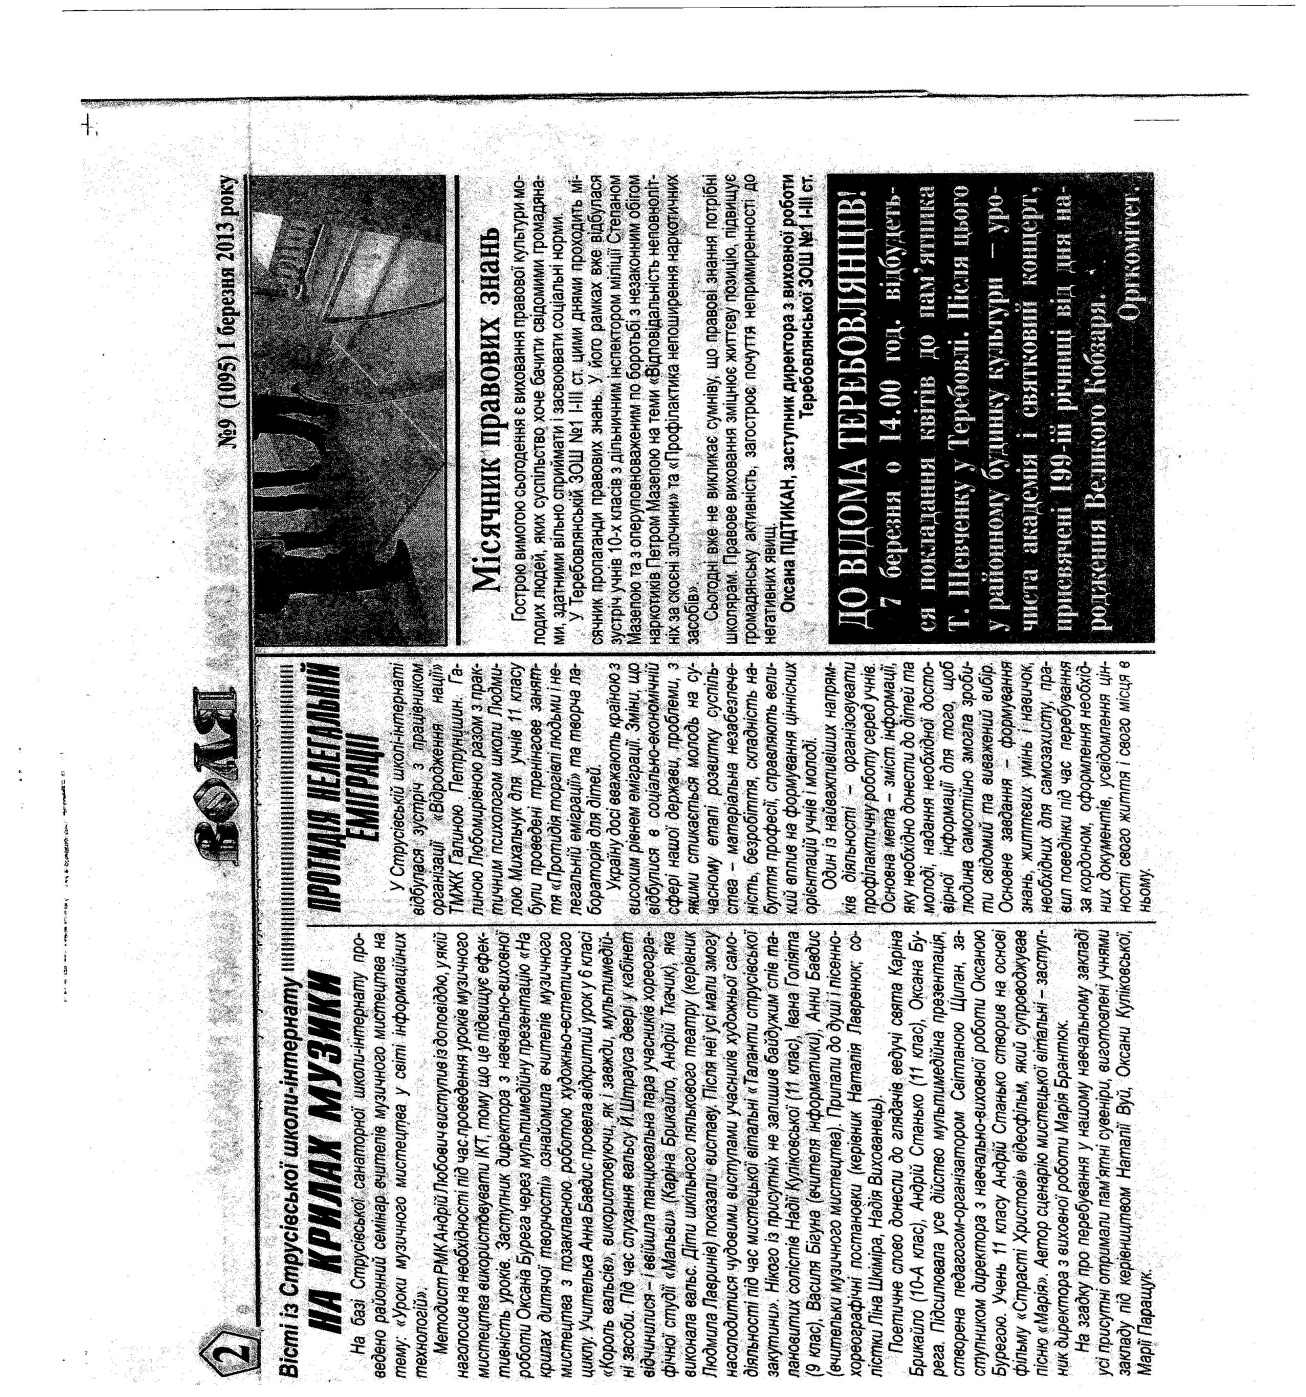 2
ВОЛЯ
№9 (1095) 1 березня 2013 року
Вісті із Струсівської школи-інтернату
НА КРИЛАХ МУЗИКИ
На базі Струсівської санаторної школи-інтернату про-
ведено районний семінар вчителів музичного мистецтва на
тему: «Уроки музичного мистецтва у світі інформаційних
технологій».
Методист РМК Андрій Любович виступив із доповіддю, у якій
наголосив на необхідності під час проведення уроків музичного
мистецтва використовувати ІКТ, тому що це підвищує ефек-
тивність уроків. Заступник директора з навчально-виховної
роботи Оксана Бурега через мультимедійну презентацію «На
крилах дитячої творчості» ознайомила вчителів музичного
мистецтва з позакласною роботою художньо-естетичного
циклу. Учителька Анна Бавдис провела відкритий урок у 6 класі
«Король вальсів», використовуючи, як і завжди, мультимедій-
ні засоби. Під час слухання вальсу Й Штрауса двері у кабінет
відчинилися – і ввійшла танцювальна пара учасників хореогра-
фічної студії «Мальви» (Каріна Брикайло, Андрій Ткачик), яка
виконала вальс. Діти шкільного лялькового театру (керівник
Людмила Лавринів) показали виставу. Після неї усі мали змогу
насолодитися чудовими виступами учасників художньої само-
діяльності під час мистецької вітальні «Таланти струсівської
закутини». Нікого із присутніх не залишив байдужим спів та-
лановитих солістів Надії Куліковської (11 клас), Івана Голіята
(9 клас), Василя Бігуна (вчителя інформатики), Анни Бавдис
(вчительки музичного мистецтва). Припали до душі і пісенно-
хореографічні постановки (керівник Наталія Лавренюк; со-
лісти Ліна Шкіміра, Надія Вихованець).
Поетичне слово донесли до глядачів ведучі свята Каріна
Брикайло (10-А клас), Андрій Станько (11 клас), Оксана Бу-
рега. Підсилювала усе дійство мультимедійна презентація,
створена педагогом-організатором Світланою Щипан, за-
ступником директора з навчально-виховної роботи Оксаною
Бурегою. Учень 11 класу Андрій Станько створив на основі
фільму «Страсті Христові» відеофільм, який супроводжував
пісню «Марія». Автор сценарію мистецької вітальні – заступ-
ник директора з виховної роботи Марія Брантюк.
На згадку про перебування у нашому навчальному закладі
усі присутні отримали пам'ятні сувеніри, виготовлені учнями
закладу під керівництвом Наталії Вуй, Оксани Куліковської,
Марії Паращук.
ПРОТИДІЯ НЕЛЕГАЛЬНІЙ
ЕМІГРАЦІЇ
У Струсівській школі-інтернаті
відбулася зустріч з працівником
організації «Відродження нації»
ТМЖК Галиною Петрунишин. Га-
линою Любомирівною разом з прак-
тичним психологом школи Людми-
лою Михальчук для учнів 11 класу
були проведені тренінгове занят-
тя «Протидія торгівлі людьми і не-
легальній еміграції» та творча ла-
бораторія для дітей.
Україну досі вважають країною з
високим рівнем еміграції. Зміни, що
відбулися в соціально-економічній
сфері нашої держави, проблеми, з
якими стикається молодь на су-
часному етапі розвитку суспіль-
ства – матеріальна незабезпече-
ність, безробіття, складність на-
буття професії, справляють вели-
кий вплив на формування ціннісних
орієнтацій учнів і молоді.
Один із найважливіших напрям-
ків діяльності – організовувати
профілактичну роботу серед учнів.
Основна мета – зміст інформації,
яку необхідно донести до дітей та
молоді, надання необхідної досто-
вірної інформації для того, щоб
людина самостійно змогла зроби-
ти свідомий та виважений вибір.
Основне завдання – формування
знань, життєвих умінь і навичок,
необхідних для самозахисту, пра-
вил поведінки під час перебування
за кордоном, оформлення необхід-
них документів, усвідомлення цін-
ності свого життя і свого місця в
ньому.
Місячник правових знань
Гострою вимогою сьогодення є виховання правової культури мо-
лодих людей, яких суспільство хоче бачити свідомими громадяна-
ми, здатними вільно сприймати і засвоювати соціальні норми.
У Теребовлянській ЗОШ №1 І-ІІІ ст. цими днями проходить мі-
сячник пропаганди правових знань. У його рамках вже відбулася
зустріч учнів 10-х класів з дільничним інспектором міліції Степаном
Мазепою та з оперуповноваженим по боротьбі з незаконним обігом
наркотиків Петром Мазепою на теми «Відповідальність неповноліт-
ніх за скоєні злочини» та «Профілактика непоширення наркотичних
засобів».
Сьогодні вже не викликає сумніву, що правові знання потрібні
школярам. Правове виховання зміцнює життєву позицію, підвищує
громадянську активність, загострює почуття непримиренності до
негативних явищ.
Оксана ПІДТИКАН, заступник директора з виховної роботи
Теребовлянської ЗОШ №1 І-ІІІ ст.
ДО ВІДОМА ТЕРЕБОВЛЯНЦІВ!
7 березня о 14.00 год. відбудеть-
ся покладання квітів до пам'ятника
Т. Шевченку у Теребовлі. Після цього
у районному будинку культури – уро-
чиста академія і святковий концерт,
присвячені 199-ій річниці від дня на-
родження Великого Кобзаря.
Оргкомітет.